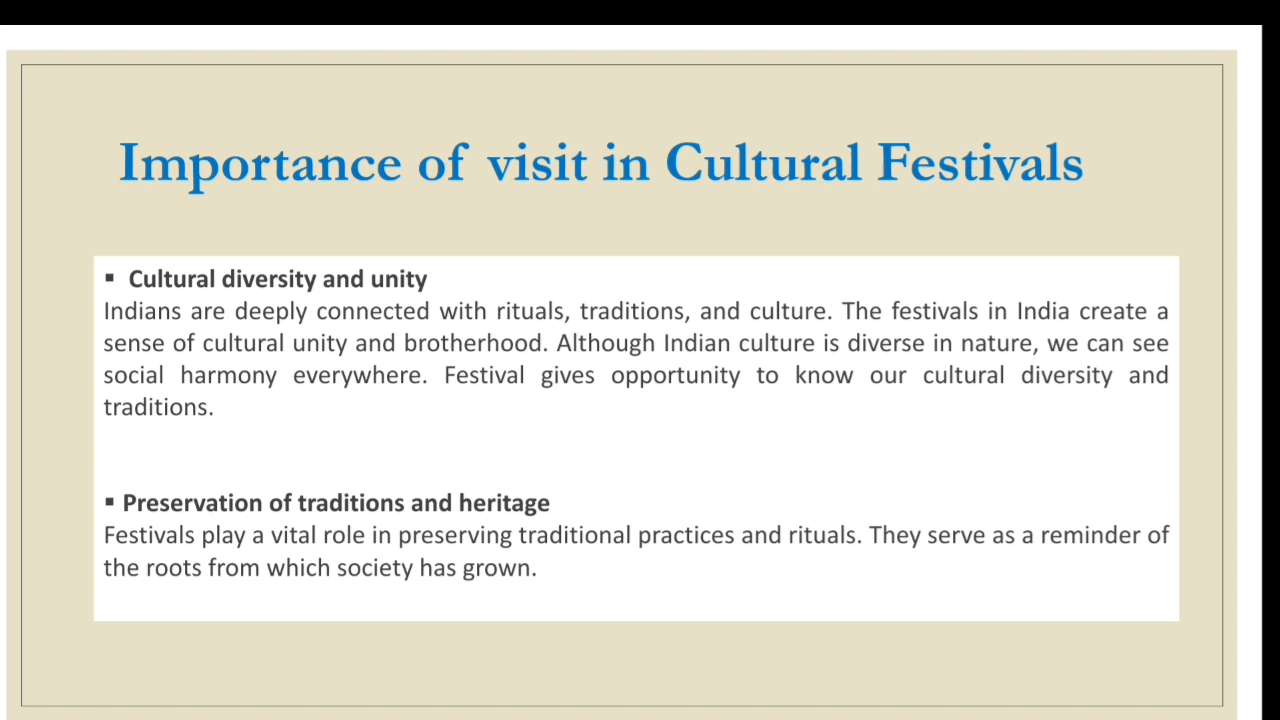 Importance of visit in Cultural Festivals
▪ Cultural diversity and unity
Indians are deeply connected with rituals, traditions, and culture. The festivals in India create a
sense of cultural unity and brotherhood. Although Indian culture is diverse in nature, we can see
social harmony everywhere. Festival gives opportunity to know our cultural diversity and
traditions.
▪ Preservation of traditions and heritage
Festivals play a vital role in preserving traditional practices and rituals. They serve as a reminder of
the roots from which society has grown.